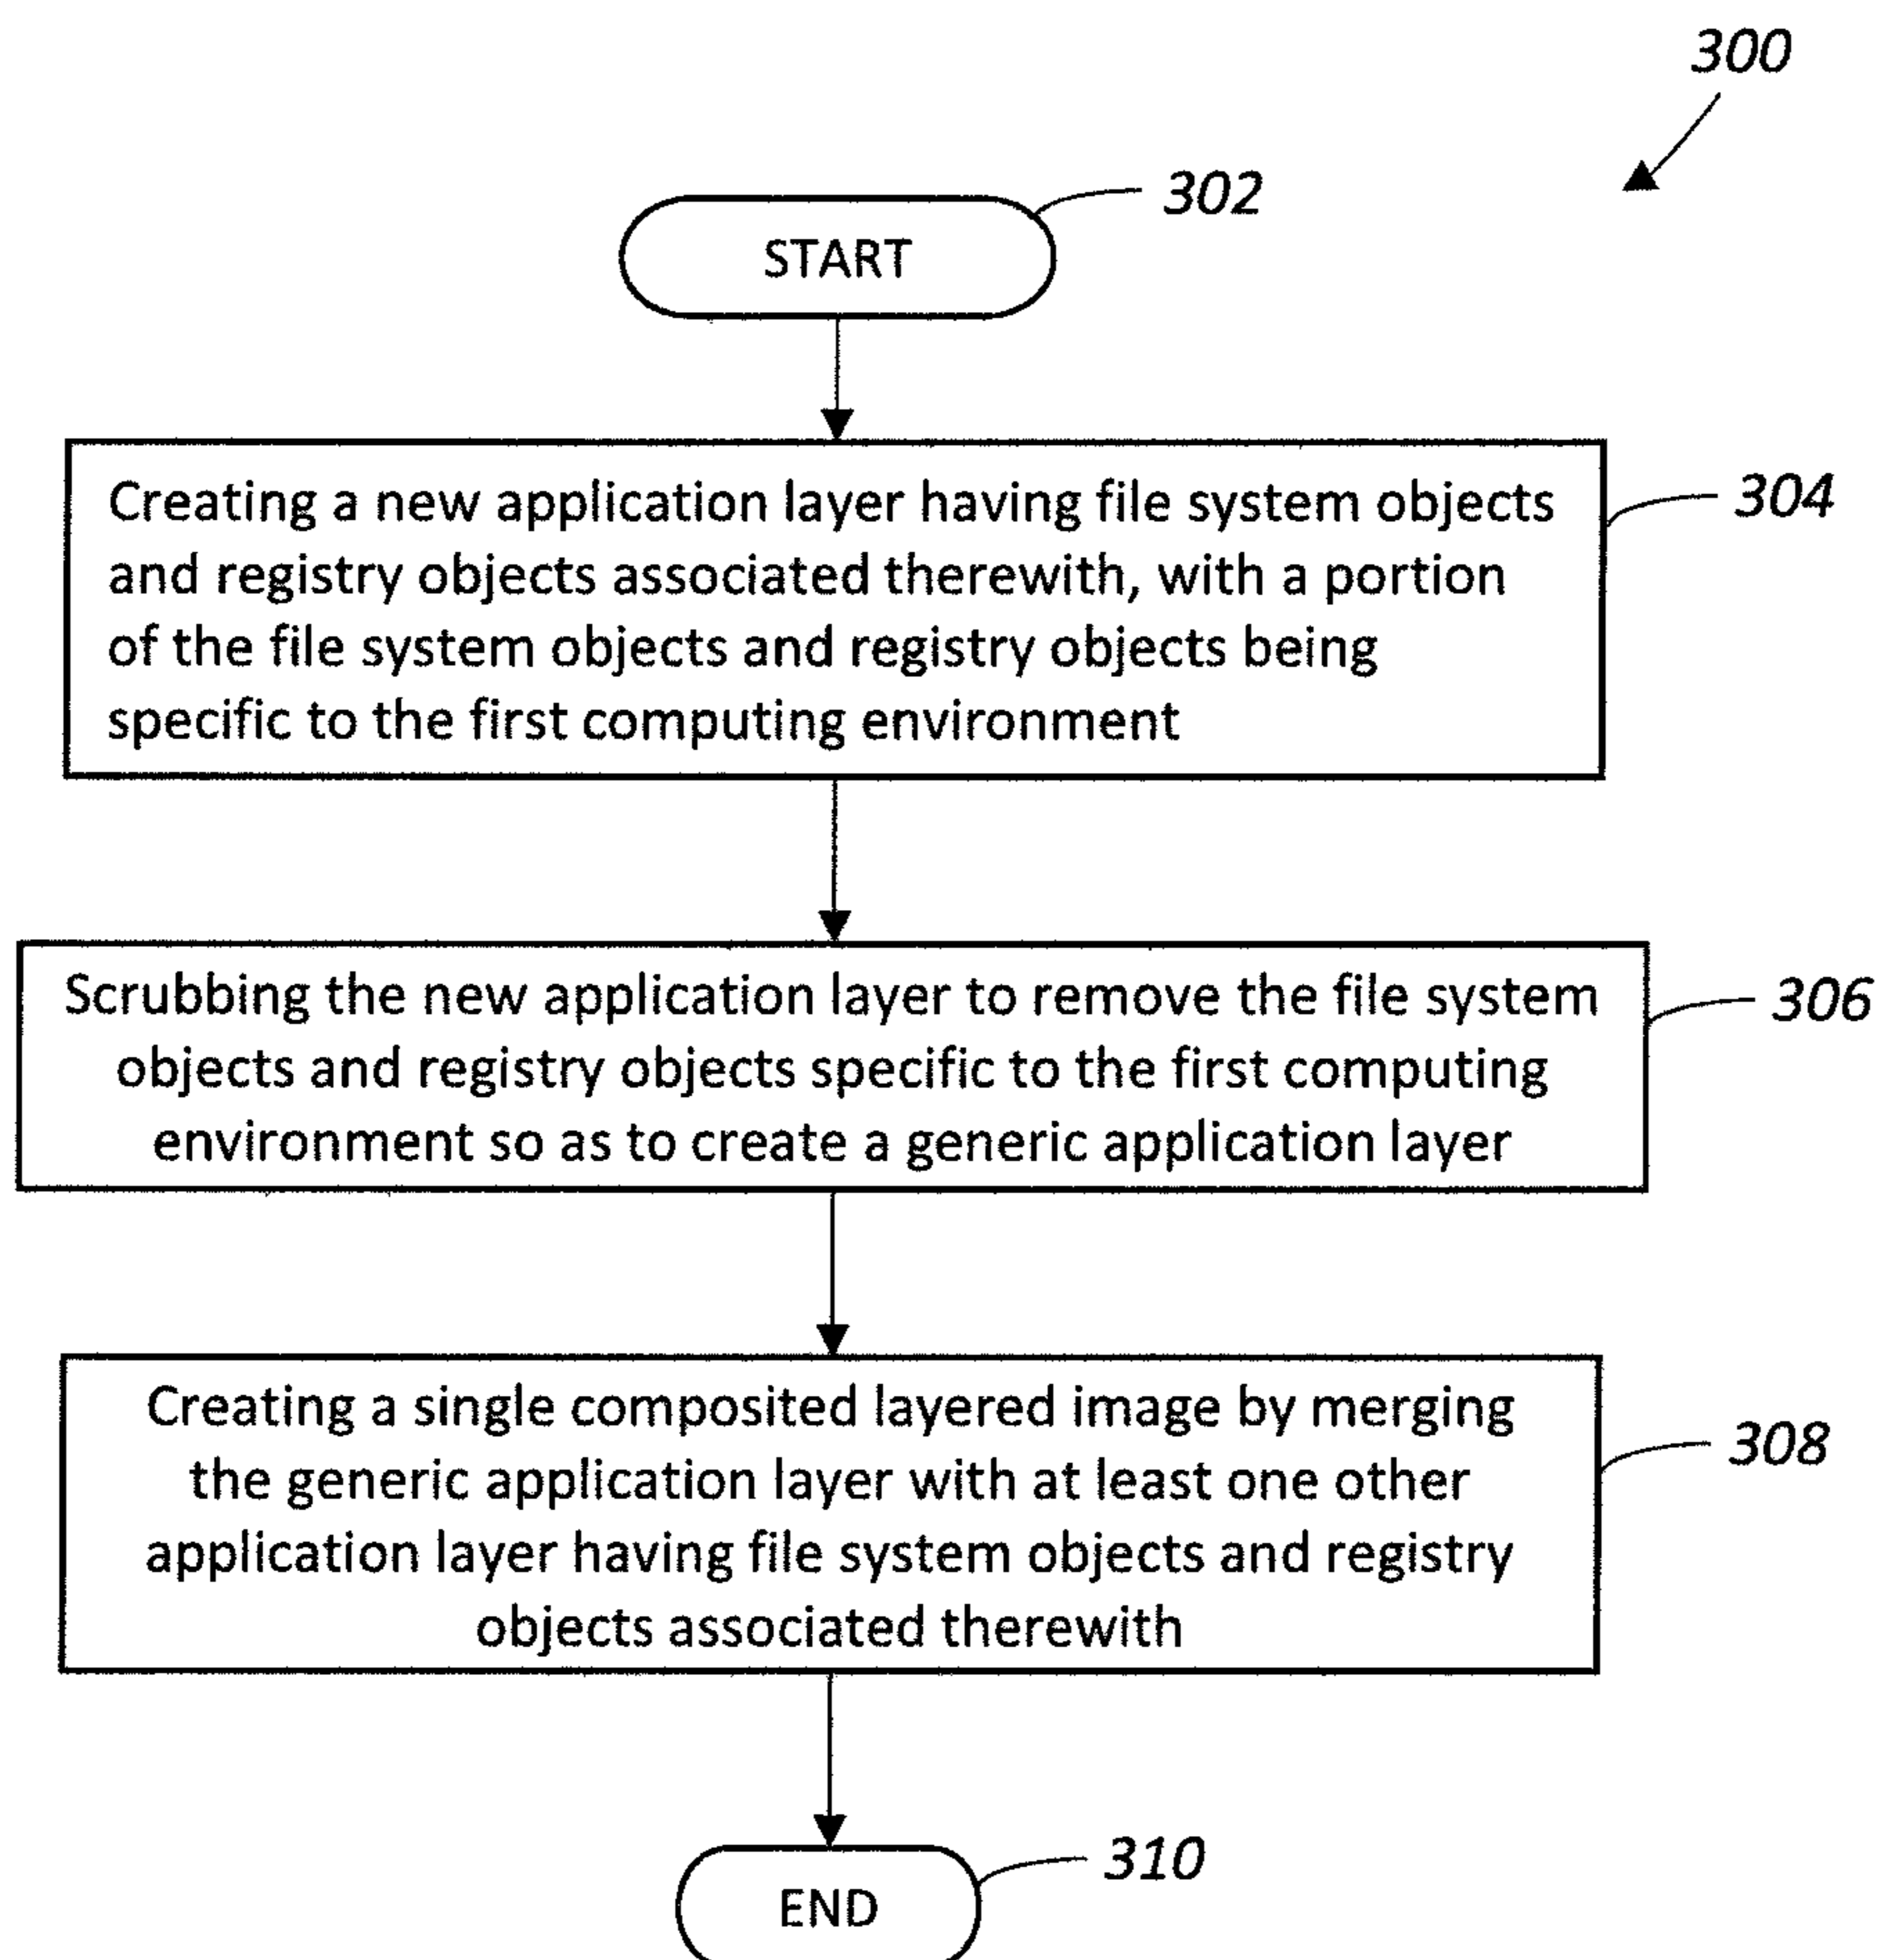 300
302
START
304
Creating a new application layer having file system objects
and registry objects associated therewith, with a portion
of the file system objects and registry objects being
specific to the first computing environment
306
Scrubbing the new application layer to remove the file system
objects and registry objects specific to the first computing
environment so as to create a generic application layer
308
Creating a single composited layered image by merging
the generic application layer with at least one other
application layer having file system objects and registry
objects associated therewith
310
END